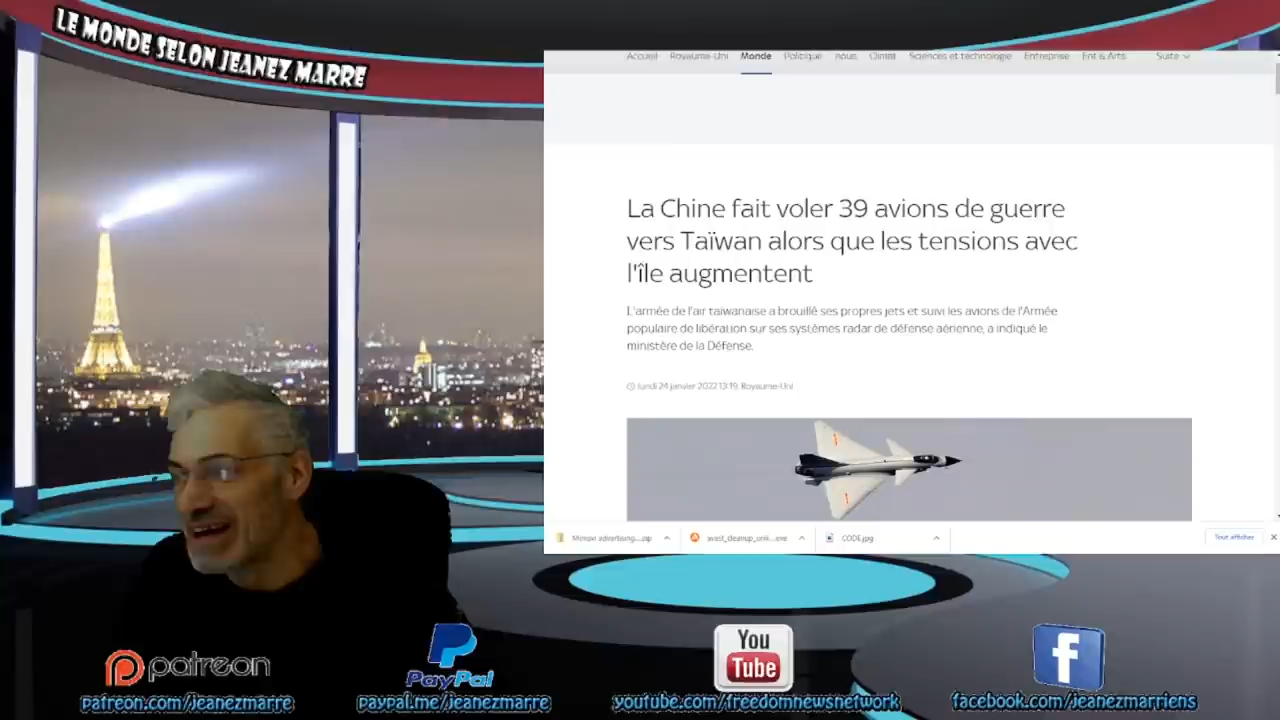 LE MONDE SELON JEANEZ MARRE
Accueil Royaume-Uni Monde Politique nous Climat Sciences et technologie Entreprise Ent & Arts Suite
La Chine fait voler 39 avions de guerre
vers Taïwan alors que les tensions avec
l'île augmentent
L'armée de l'air taïwanaise a brouillé ses propres jets et suivi les avions de l'Armée
populaire de libération sur ses systèmes radar de défense aérienne, a indiqué le
ministère de la Défense.
lundi 24 janvier 2022 13:19, Royaume-Uni
CODE.jpg
Tout afficher
patreon
PayPal
You
Tube
f
patreon.com/jeanezmarre
paypal.me/jeanezmarre
youtube.com/freedomnewsnetwork
facebook.com/jeanezmarriens